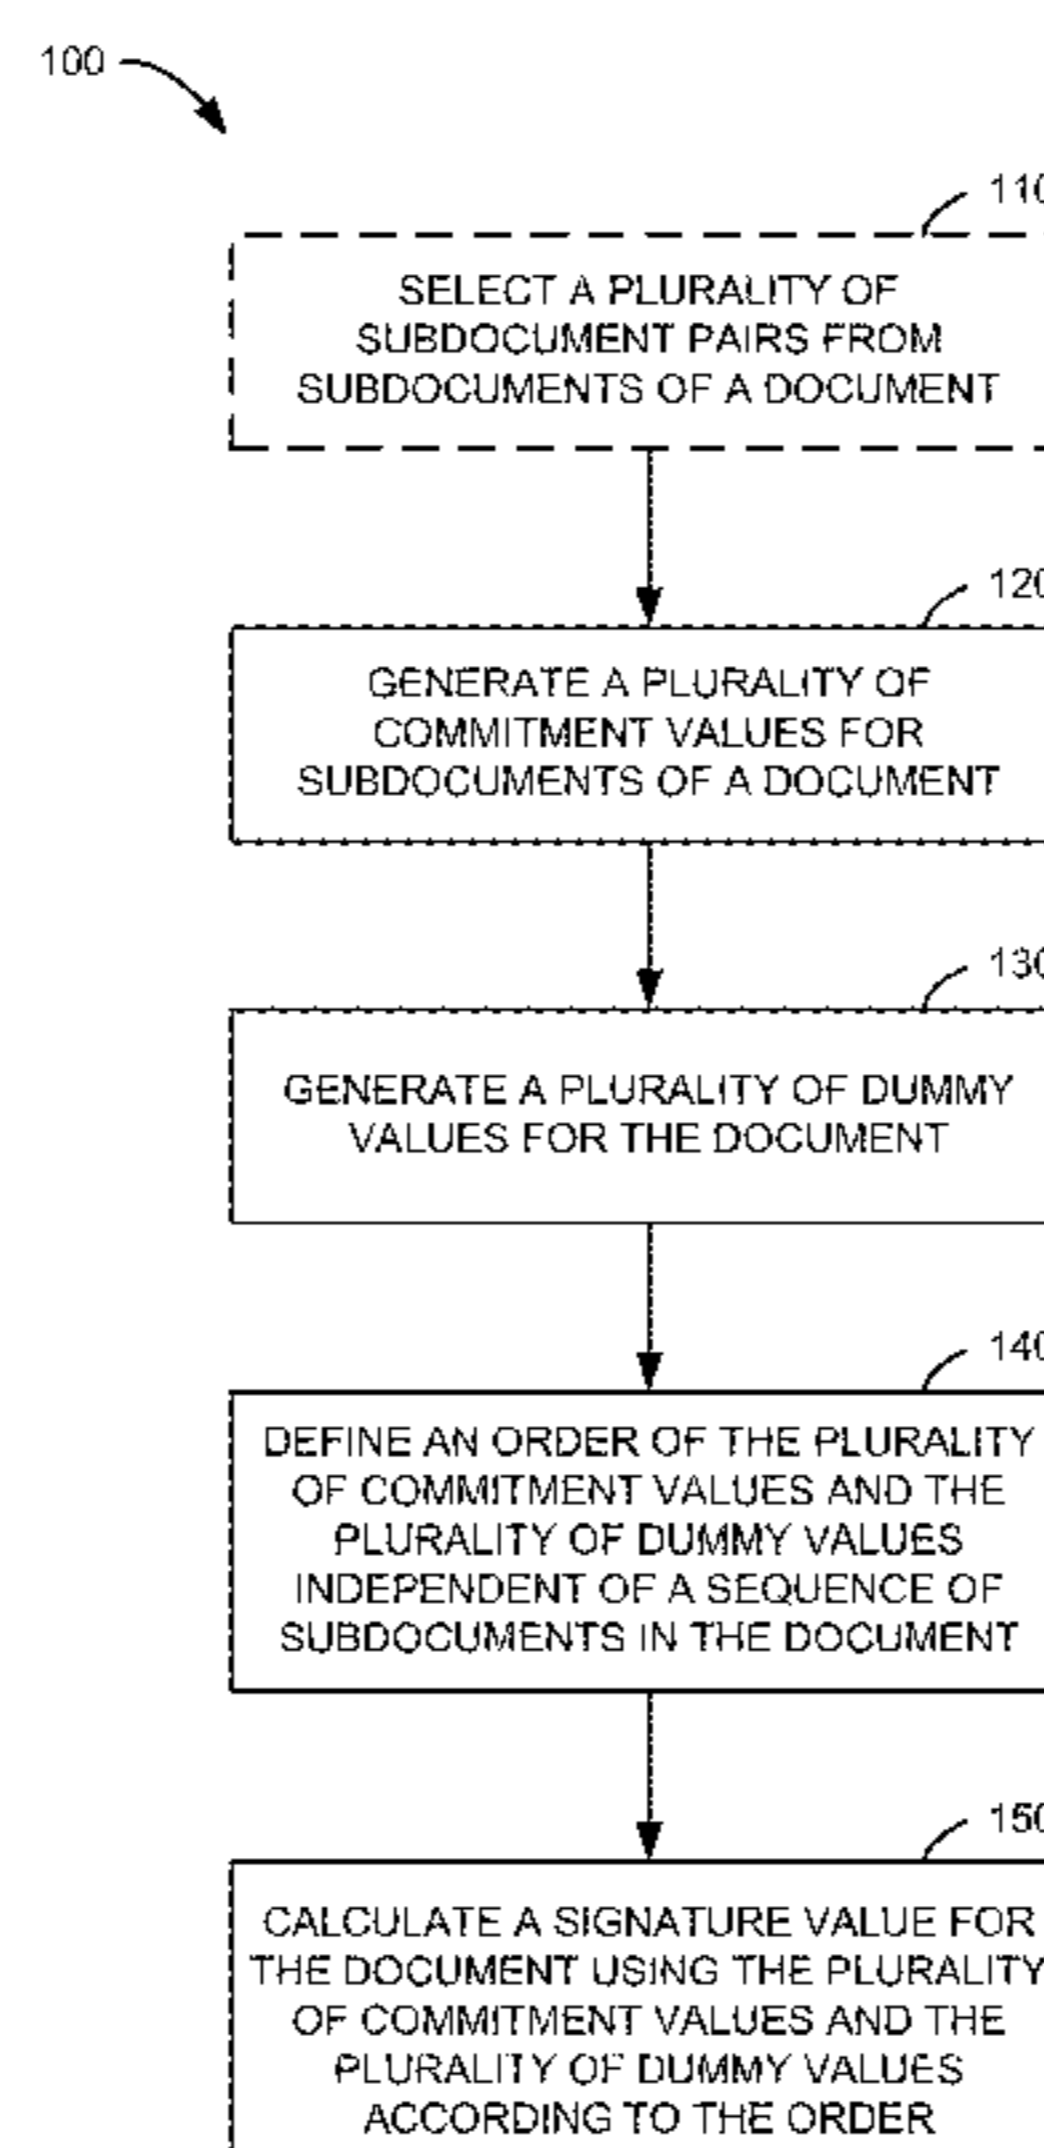 100
110
SELECT A PLURALITY OF
SUBDOCUMENT PAIRS FROM
SUBDOCUMENTS OF A DOCUMENT
120
GENERATE A PLURALITY OF
COMMITMENT VALUES FOR
SUBDOCUMENTS OF A DOCUMENT
130
GENERATE A PLURALITY OF DUMMY
VALUES FOR THE DOCUMENT
140
DEFINE AN ORDER OF THE PLURALITY
OF COMMITMENT VALUES AND THE
PLURALITY OF DUMMY VALUES
INDEPENDENT OF A SEQUENCE OF
SUBDOCUMENTS IN THE DOCUMENT
150
CALCULATE A SIGNATURE VALUE FOR
THE DOCUMENT USING THE PLURALITY
OF COMMITMENT VALUES AND THE
PLURALITY OF DUMMY VALUES
ACCORDING TO THE ORDER